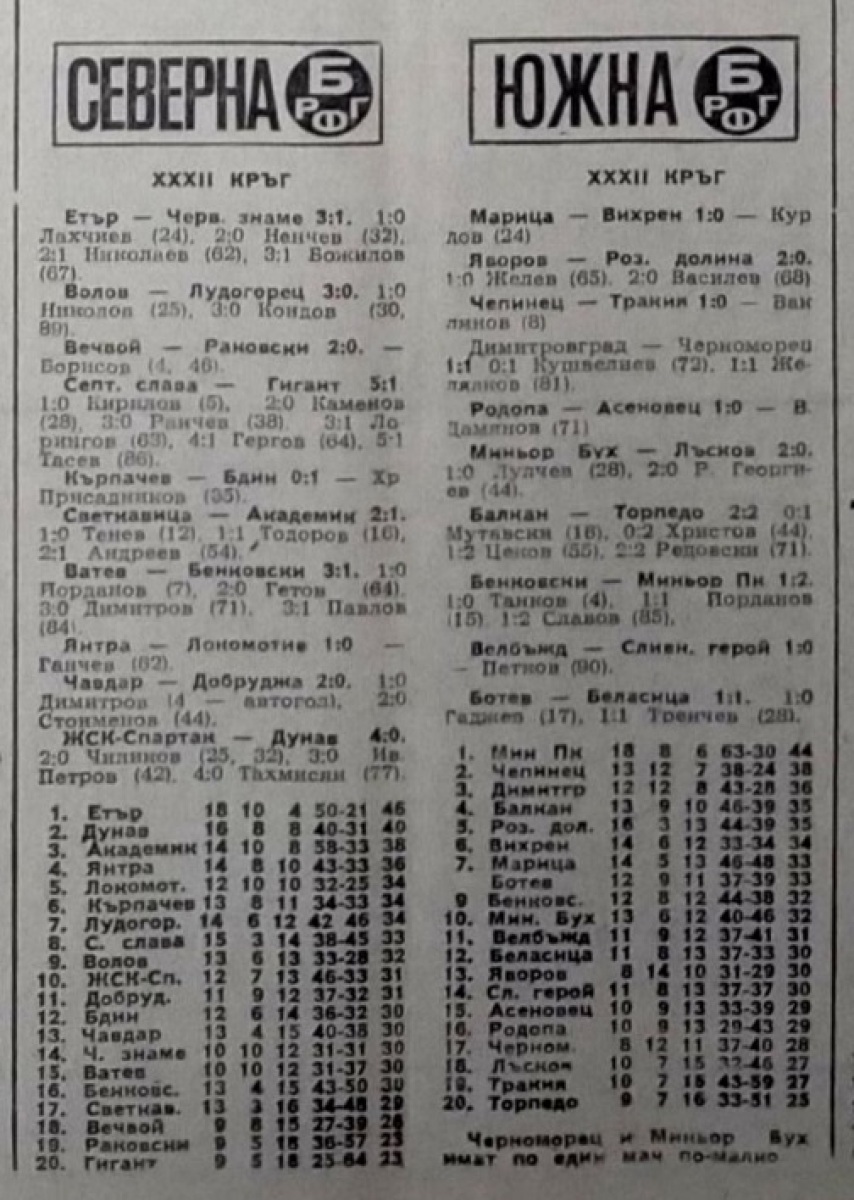 СЕВЕРНА Б РФГ
XXXII КРЪГ
Етър — Черв. знаме 3:1. 1:0
Лахчиев (24), 2:0 Ненчев (32),
2:1 Николаев (62), 3:1 Божилов
(67).
Волов — Лудогорец 3:0. 1:0
Николов (25), 3:0 Кондов (30,
89).
Вечвой — Раковски 2:0. —
Борисов (4, 46).
Септ. слава — Гигант 5:1
1:0 Кирилов (5), 2:0 Каменов
(28), 3:0 Ранчев (38). 3:1 Ло
рингов (63), 4:1 Гергов (64), 5:1
Тасев (86).
Кърпачев — Бдин 0:1 — Хр
Присадников (35).
Светкавица — Академик 2:1.
1:0 Тенев (12), 1:1 Тодоров (16),
2:1 Андреев (54).
Ватев — Бенковски 3:1. 1:0
Йорданов (7), 2:0 Гетов (64).
3:0 Димитров (71), 3:1 Павлов
(84).
Янтра — Локомотив 1:0 —
Ганчев (62).
Чавдар — Добруджа 2:0. 1:0
Димитров (4 — автогол), 2:0
Стоименов (44).
ЖСК-Спартак — Дунав 4:0.
2:0 Чиликов (25, 32), 3:0 Ив.
Петров (42). 4:0 Тахмисян (77).
1. Етър 18 10 4 50-21 46
2. Дунав 16 8 8 40-31 40
3. Академик 14 10 8 58-33 38
4. Янтра 14 8 10 43-33 36
5. Локомот. 12 10 10 32-25 34
6. Кърпачев 13 8 11 34-33 34
7. Лудогор. 14 6 12 42 46 34
8. С. слава 15 3 14 38-45 33
9. Волов 13 6 13 33-28 32
10. ЖСК-Сп. 12 7 13 46-33 31
11. Добруд. 11 9 12 37-32 31
12. Бдин 12 6 14 36-32 30
13. Чавдар 13 4 15 40-38 30
14. Ч. знаме 10 10 12 31-31 30
15. Ватев 10 10 12 31-37 30
16. Бенковс. 13 4 15 43-50 30
17. Светкав. 13 3 16 34-48 29
18. Вечвой 9 8 15 27-39 26
19. Раковски 9 5 18 36-57 23
20. Гигант 9 5 18 25-64 23
ЮЖНА Б РФГ
XXXII КРЪГ
Марица — Вихрен 1:0 — Кур
дов (24)
Яворов — Роз. долина 2:0.
1:0 Желев (65). 2:0 Василев (68)
Чепинец — Тракия 1:0 — Вак
линов (8)
Димитровград — Черноморец
1:1 0:1 Кушвелиев (72), 1:1 Же-
лязков (81).
Родопа — Асеновец 1:0 — В.
Дамянов (71)
Миньор Бух — Лъсков 2:0.
1:0 Дулчев (28), 2:0 Р. Георги-
ев (44).
Балкан — Торпедо 2:2 0:1
Мутавски (16), 0:2 Христов (44),
1:2 Ценов (55), 2:2 Редовски (71).
Бенковски — Миньор Пк 1:2.
1:0 Танков (4), 1:1 Йорданов
(15) 1:2 Славов (85),
Велбъжд — Сливн. герой 1:0
— Петков (90).
Ботев — Беласица 1:1. 1:0
Гаджев (17), 1:1 Тренчев (28).
1. Мин Пк 18 8 6 63-30 44
2. Чепинец 13 12 7 38-24 38
3. Димитгр 12 12 8 43-28 36
4. Балкан 13 9 10 46-39 35
5. Роз. дол. 16 3 13 44-39 35
6. Вихрен 14 6 12 33-34 34
7. Марица 14 5 13 46-48 33
Ботев 12 9 11 37-39 33
9 Бенковс. 12 8 12 44-38 32
10. Мин. Бух 13 6 12 40-46 32
11. Велбъжд 11 9 12 37-41 31
12. Беласица 11 8 13 37-33 30
13. Яворов 8 14 10 31-29 30
14. Сл. герой 11 8 13 37-37 30
15. Асеновец 10 9 13 33-39 29
16. Родопа 10 9 13 29-43 29
17. Черном. 8 12 11 37-40 28
18. Лъсков 10 7 15 32-46 27
19. Тракия 10 7 15 43-59 27
20. Торпедо 9 7 16 33-51 25
Черноморец и Миньор Бух
имат по един мач по-малко